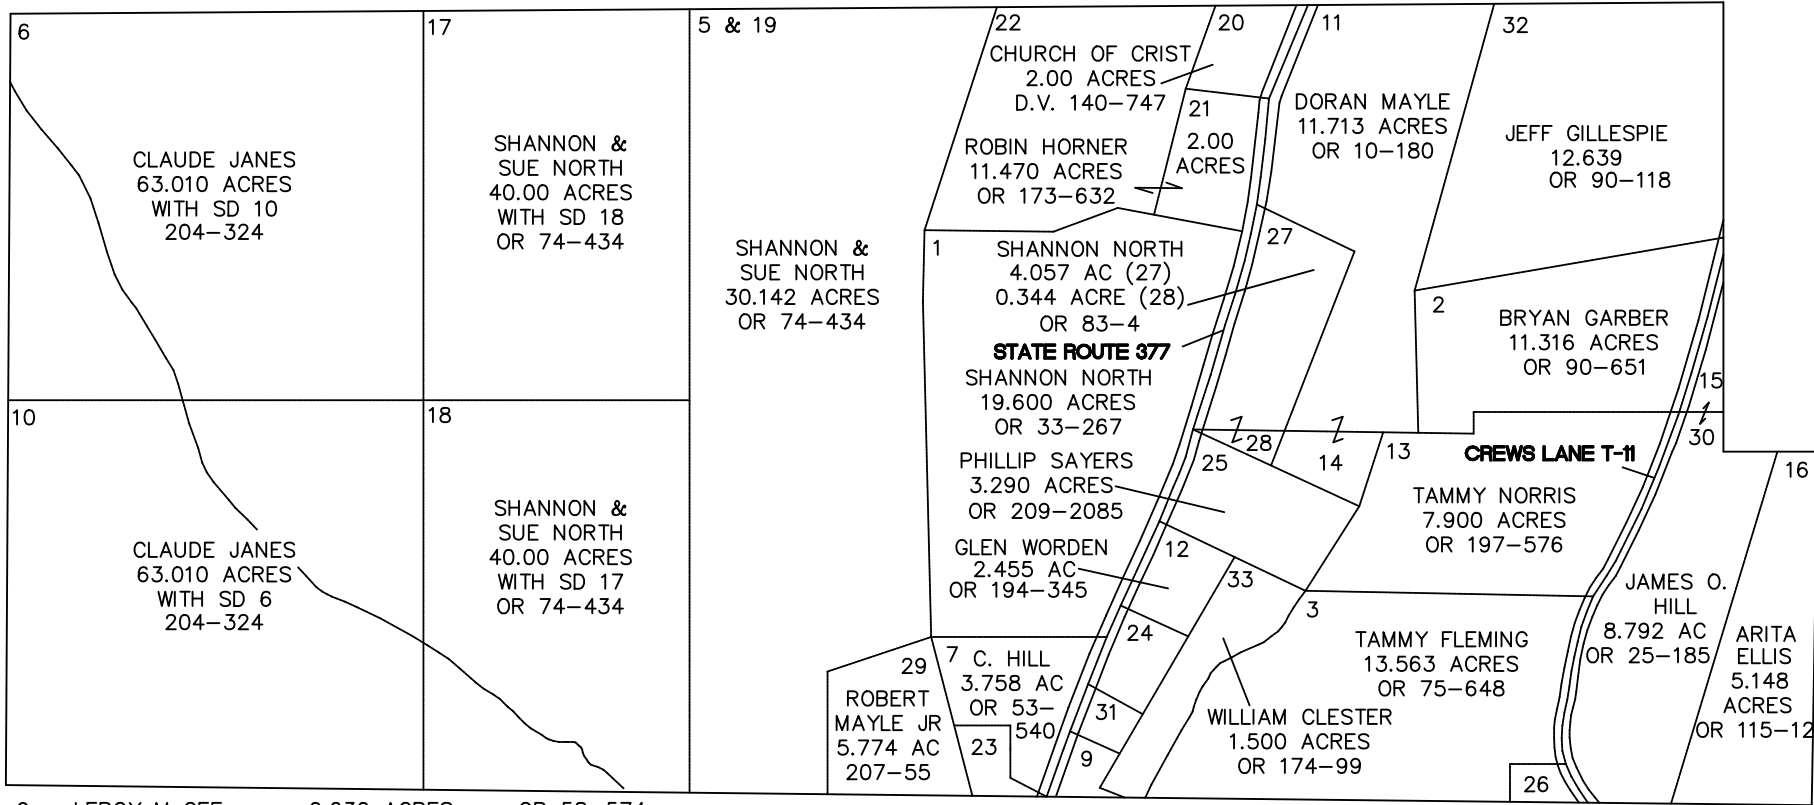 6
17
5 & 19
22
20
11
32
CHURCH OF CRIST
2.00 ACRES
D.V. 140-747
21
2.00
ACRES
DORAN MAYLE
11.713 ACRES
OR 10-180
JEFF GILLESPIE
12.639
OR 90-118
CLAUDE JANES
63.010 ACRES
WITH SD 10
204-324
SHANNON &
SUE NORTH
40.00 ACRES
WITH SD 18
OR 74-434
ROBIN HORNER
11.470 ACRES
OR 173-632
SHANNON &
SUE NORTH
30.142 ACRES
OR 74-434
1
SHANNON NORTH
4.057 AC (27)
0.344 ACRE (28)
OR 83-4
27
STATE ROUTE 377
2
BRYAN GARBER
11.316 ACRES
OR 90-651
15
SHANNON NORTH
19.600 ACRES
OR 33-267
10
18
28
14
13
30
25
CREWS LANE T-11
16
PHILLIP SAYERS
3.290 ACRES
OR 209-2085
TAMMY NORRIS
7.900 ACRES
OR 197-576
SHANNON &
SUE NORTH
40.00 ACRES
WITH SD 17
OR 74-434
CLAUDE JANES
63.010 ACRES
WITH SD 6
204-324
GLEN WORDEN
2.455 AC
OR 194-345
12
33
3
JAMES O.
HILL
8.792 AC
OR 25-185
24
TAMMY FLEMING
13.563 ACRES
OR 75-648
ARITA
ELLIS
5.148
ACRES
OR 115-12
29
ROBERT
MAYLE JR
5.774 AC
207-55
7
C. HILL
3.758 AC
OR 53-
540
31
WILLIAM CLESTER
1.500 ACRES
OR 174-99
23
9
26